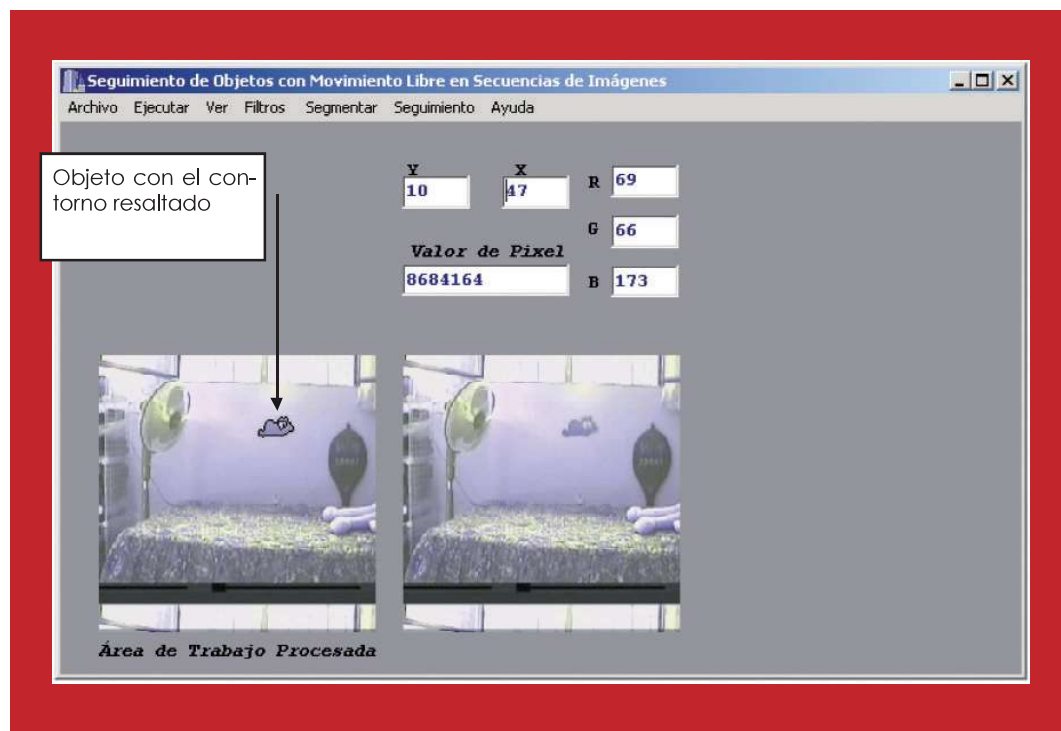 Seguimiento de Objetos con Movimiento Libre en Secuencias de Imágenes
Archivo Ejecutar Ver Filtros Segmentar Seguimiento Ayuda
Objeto con el con-
torno resaltado
Y X
10 47
R 69
G 66
Valor de Pixel
8684164
B 173
Área de Trabajo Procesada